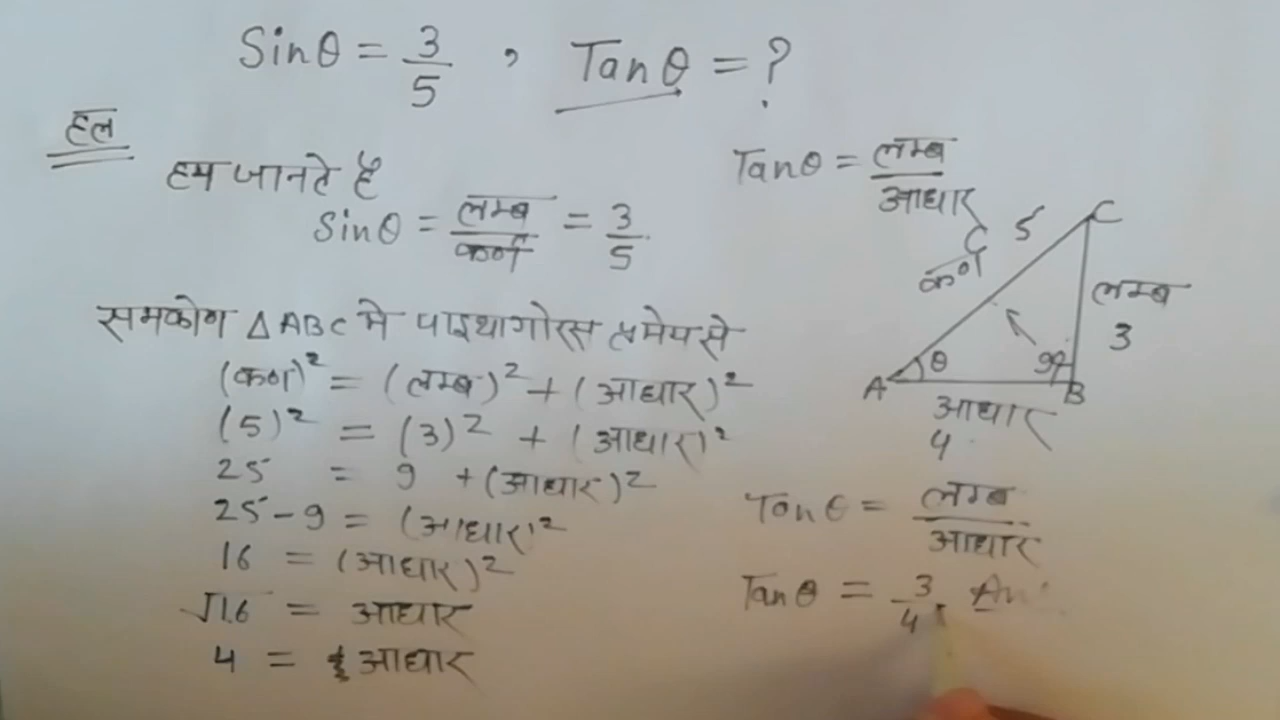 Sinθ = 3/5 , Tanθ = ?
हल
हम जानते है
Sinθ = लम्ब/कर्ण = 3/5
समकोण △ABC मे पाइथागोरस प्रमेय से
(कर्ण)² = (लम्ब)² + (आधार)²
(5)² = (3)² + (आधार)²
25 = 9 + (आधार)²
25 - 9 = (आधार)²
16 = (आधार)²
√16 = आधार
4 = आधार
Tanθ = लम्ब/आधार
C
5
कर्ण
लम्ब
3
θ
90°
A
B
आधार
4
Tanθ = लम्ब/आधार
Tanθ = 3/4